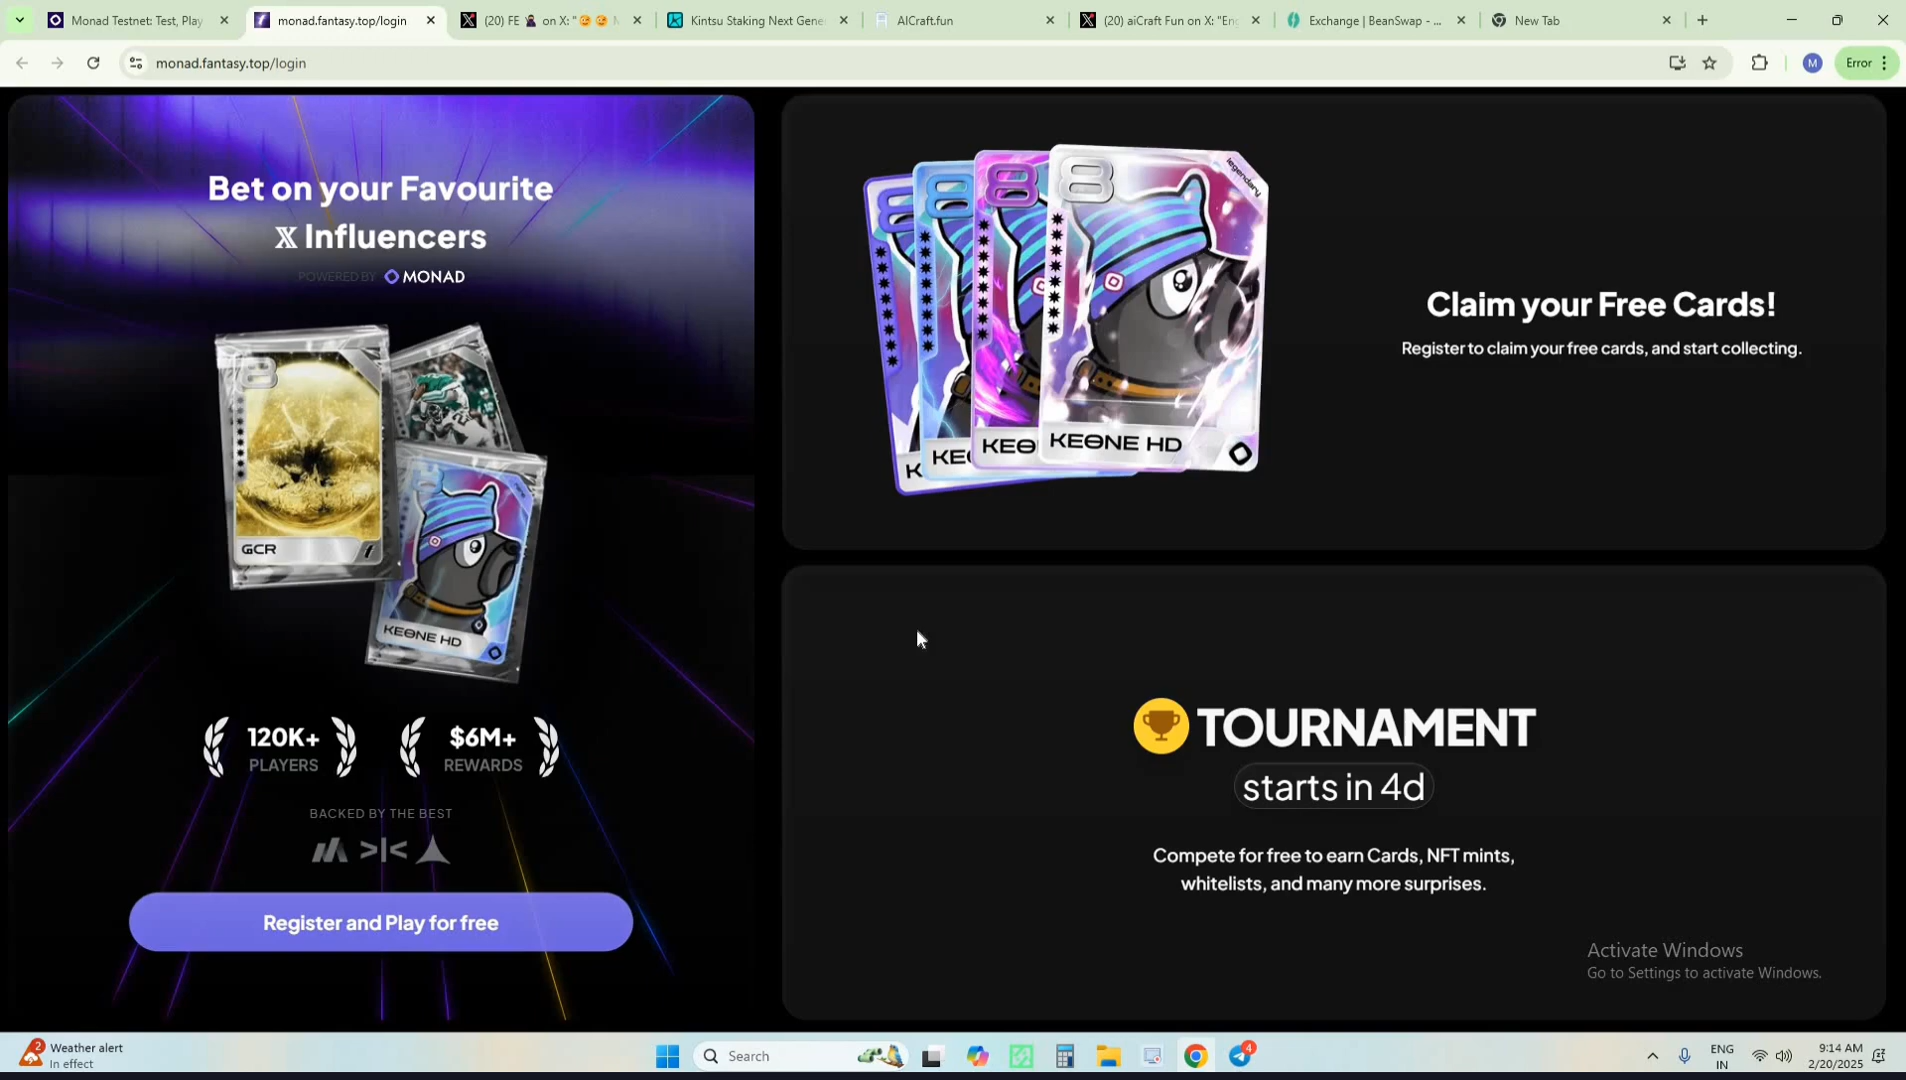 Monad Testnet: Test, Play
monad.fantasy.top/login
(20) FE on X: "
Kintsu Staking Next Gene
AICraft.fun
(20) aiCraft Fun on X: "En
Exchange | BeanSwap - ...
New Tab
monad.fantasy.top/login
M
Error
Bet on your Favourite
X Influencers
POWERED BY MONAD
GCR
KEONE HD
120K+
PLAYERS
$6M+
REWARDS
BACKED BY THE BEST
Register and Play for free
legendary
K
KE
KEO
KEONE HD
Claim your Free Cards!
Register to claim your free cards, and start collecting.
TOURNAMENT
starts in 4d
Compete for free to earn Cards, NFT mints,
whitelists, and many more surprises.
Activate Windows
Go to Settings to activate Windows.
2
Weather alert
In effect
Search
4
ENG
IN
9:14 AM
2/20/2025